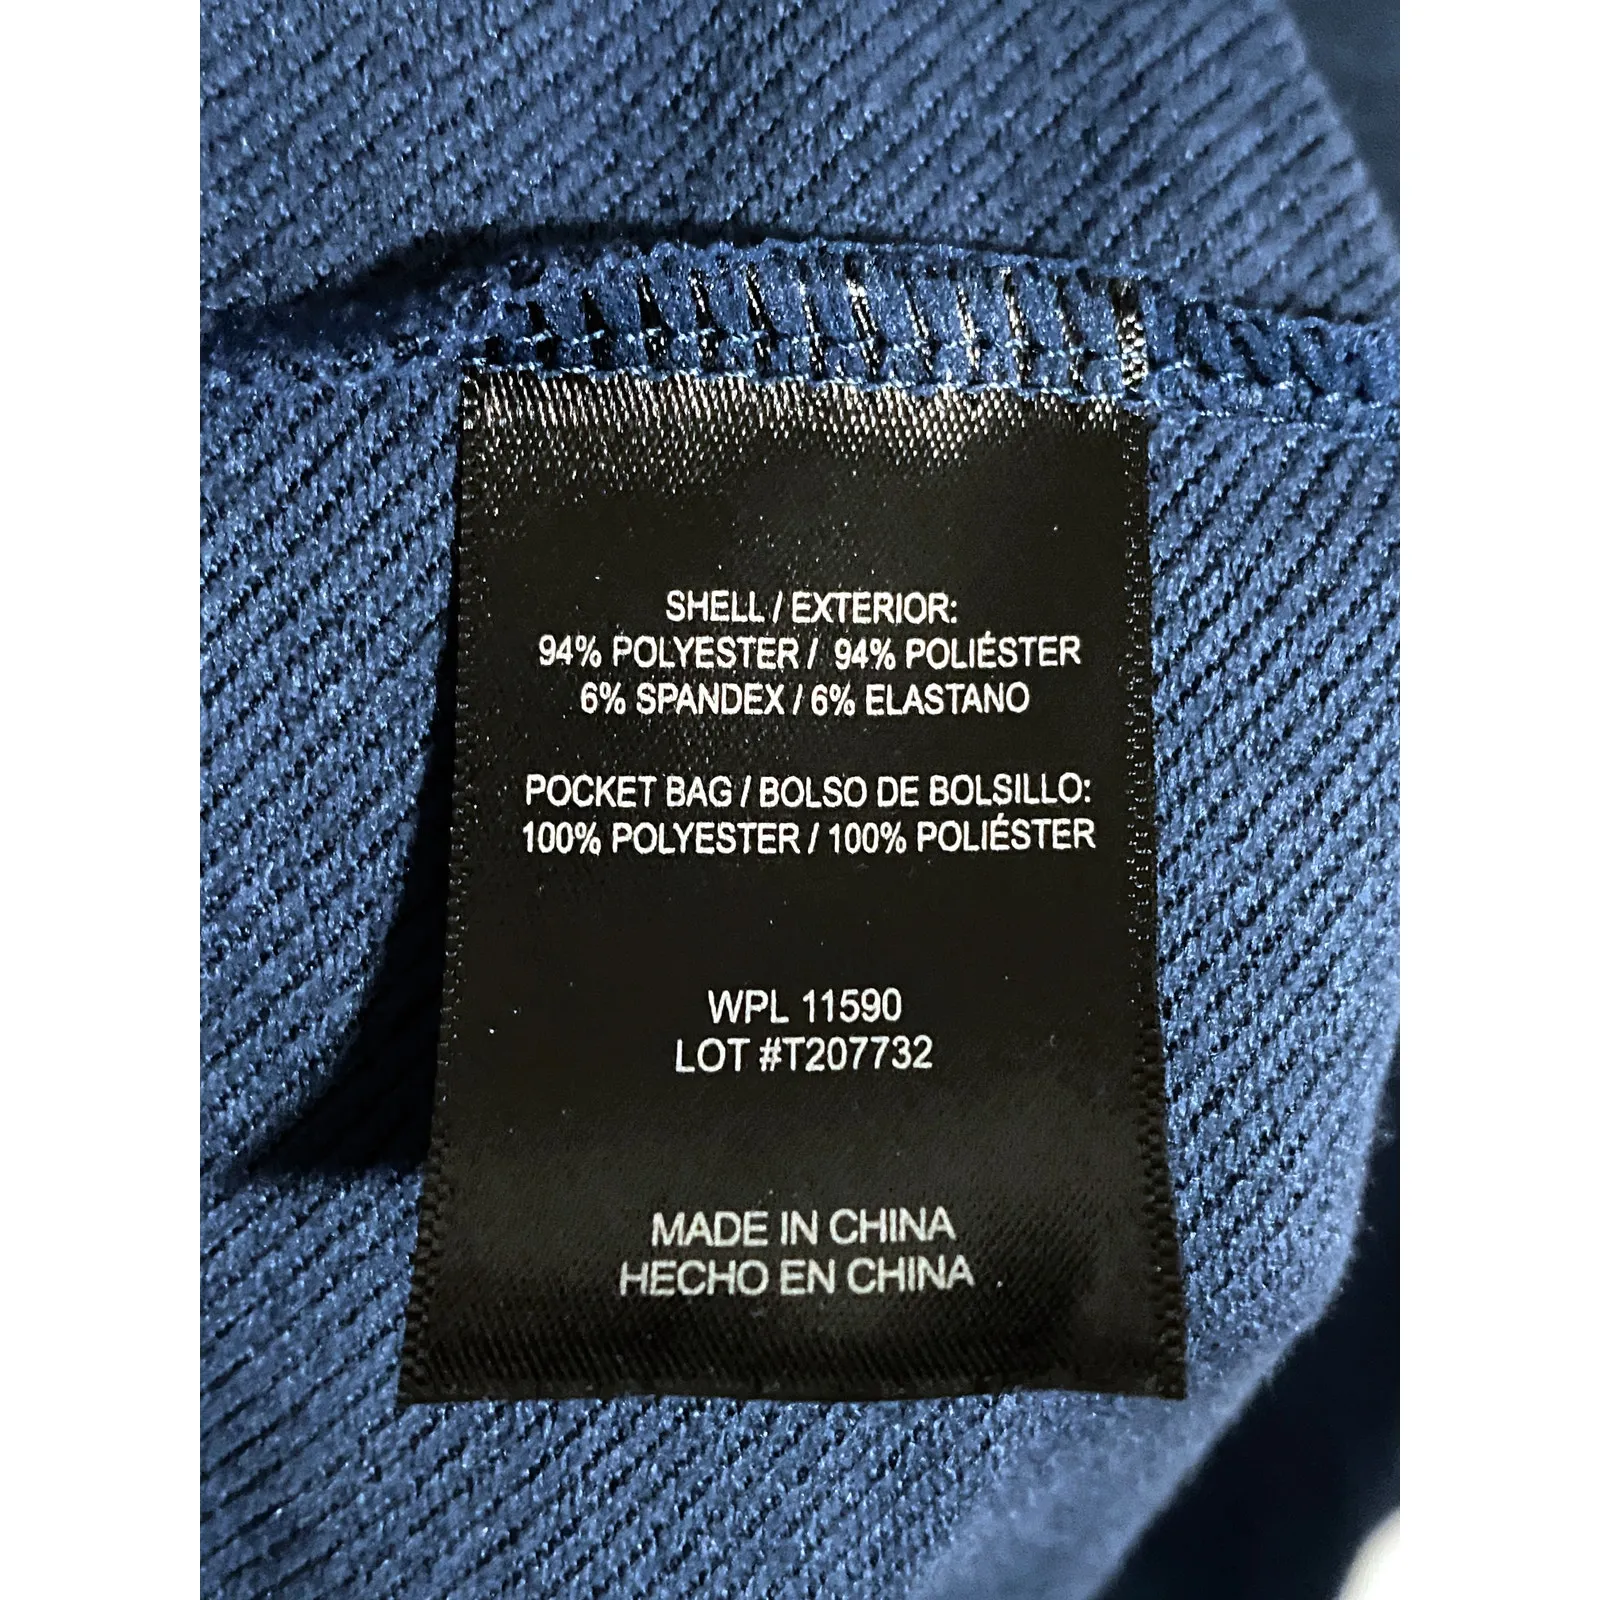 SHELL / EXTERIOR:
94% POLYESTER / 94% POLIÉSTER
6% SPANDEX / 6% ELASTANO
POCKET BAG / BOLSO DE BOLSILLO:
100% POLYESTER / 100% POLIÉSTER
WPL 11590
LOT #T207732
MADE IN CHINA
HECHO EN CHINA